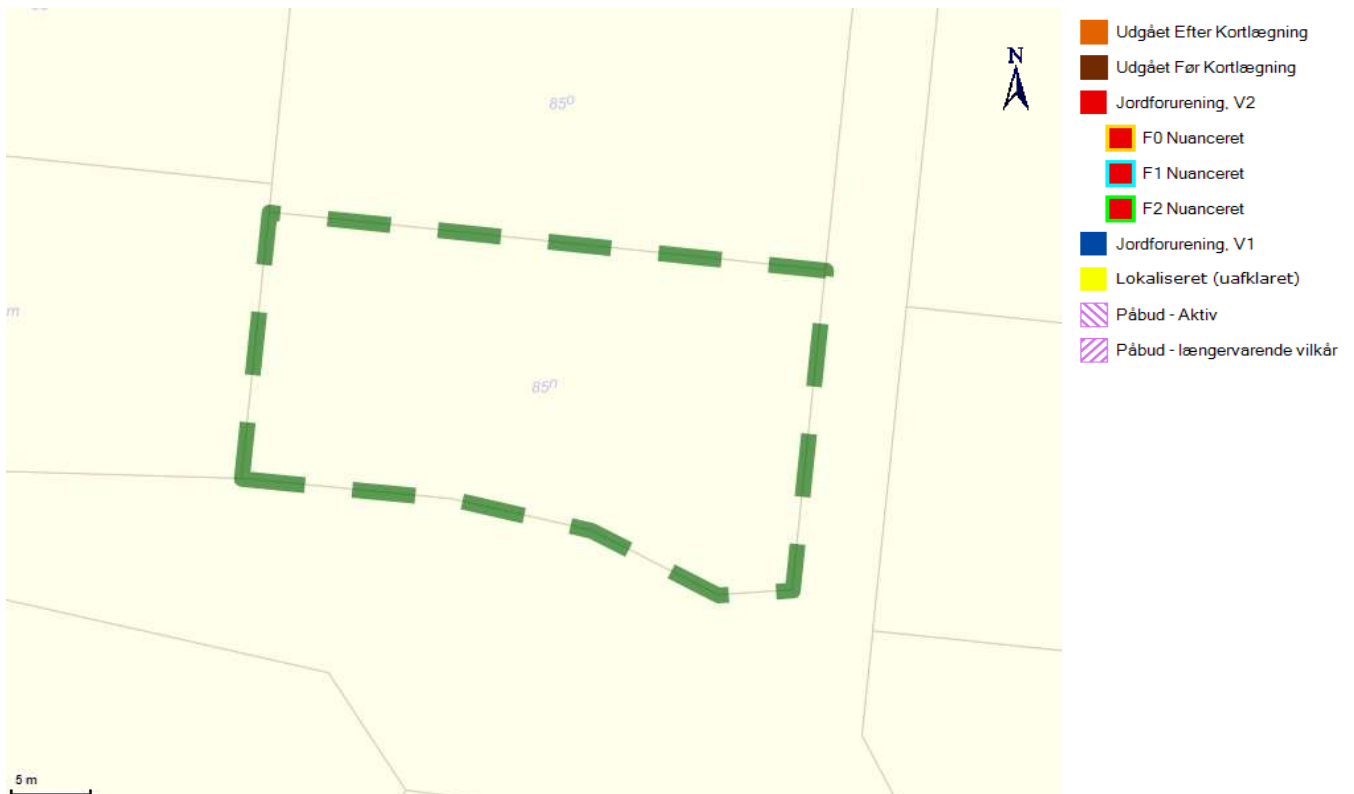 85o
N
m
85n
5 m
Udgået Efter Kortlægning
Udgået Før Kortlægning
Jordforurening, V2
F0 Nuanceret
F1 Nuanceret
F2 Nuanceret
Jordforurening, V1
Lokaliseret (uafklaret)
Påbud - Aktiv
Påbud - længervarende vilkår